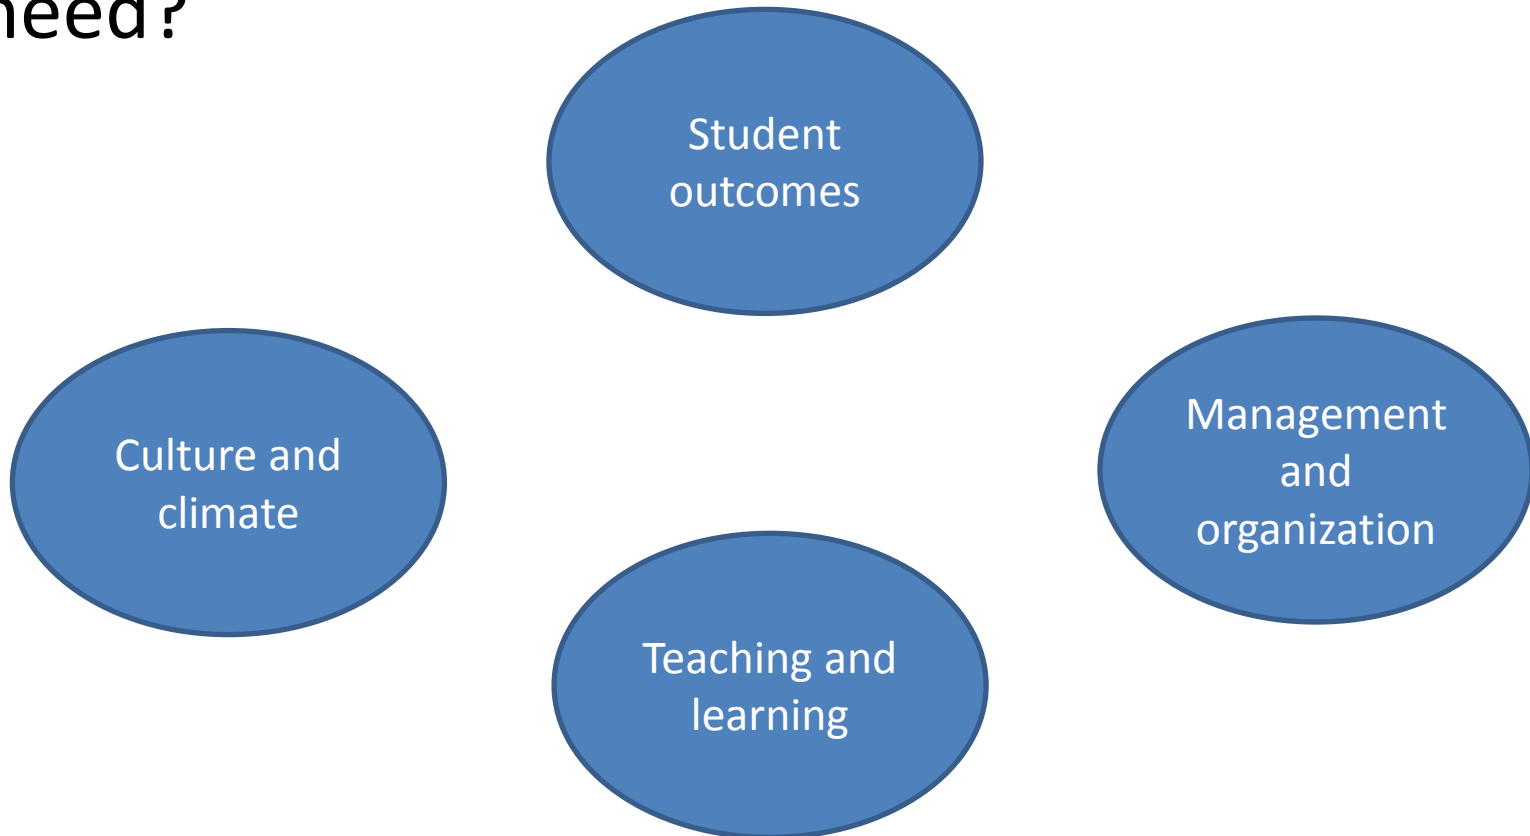 need?
Student
outcomes
Culture and
climate
Management
and
organization
Teaching and
learning